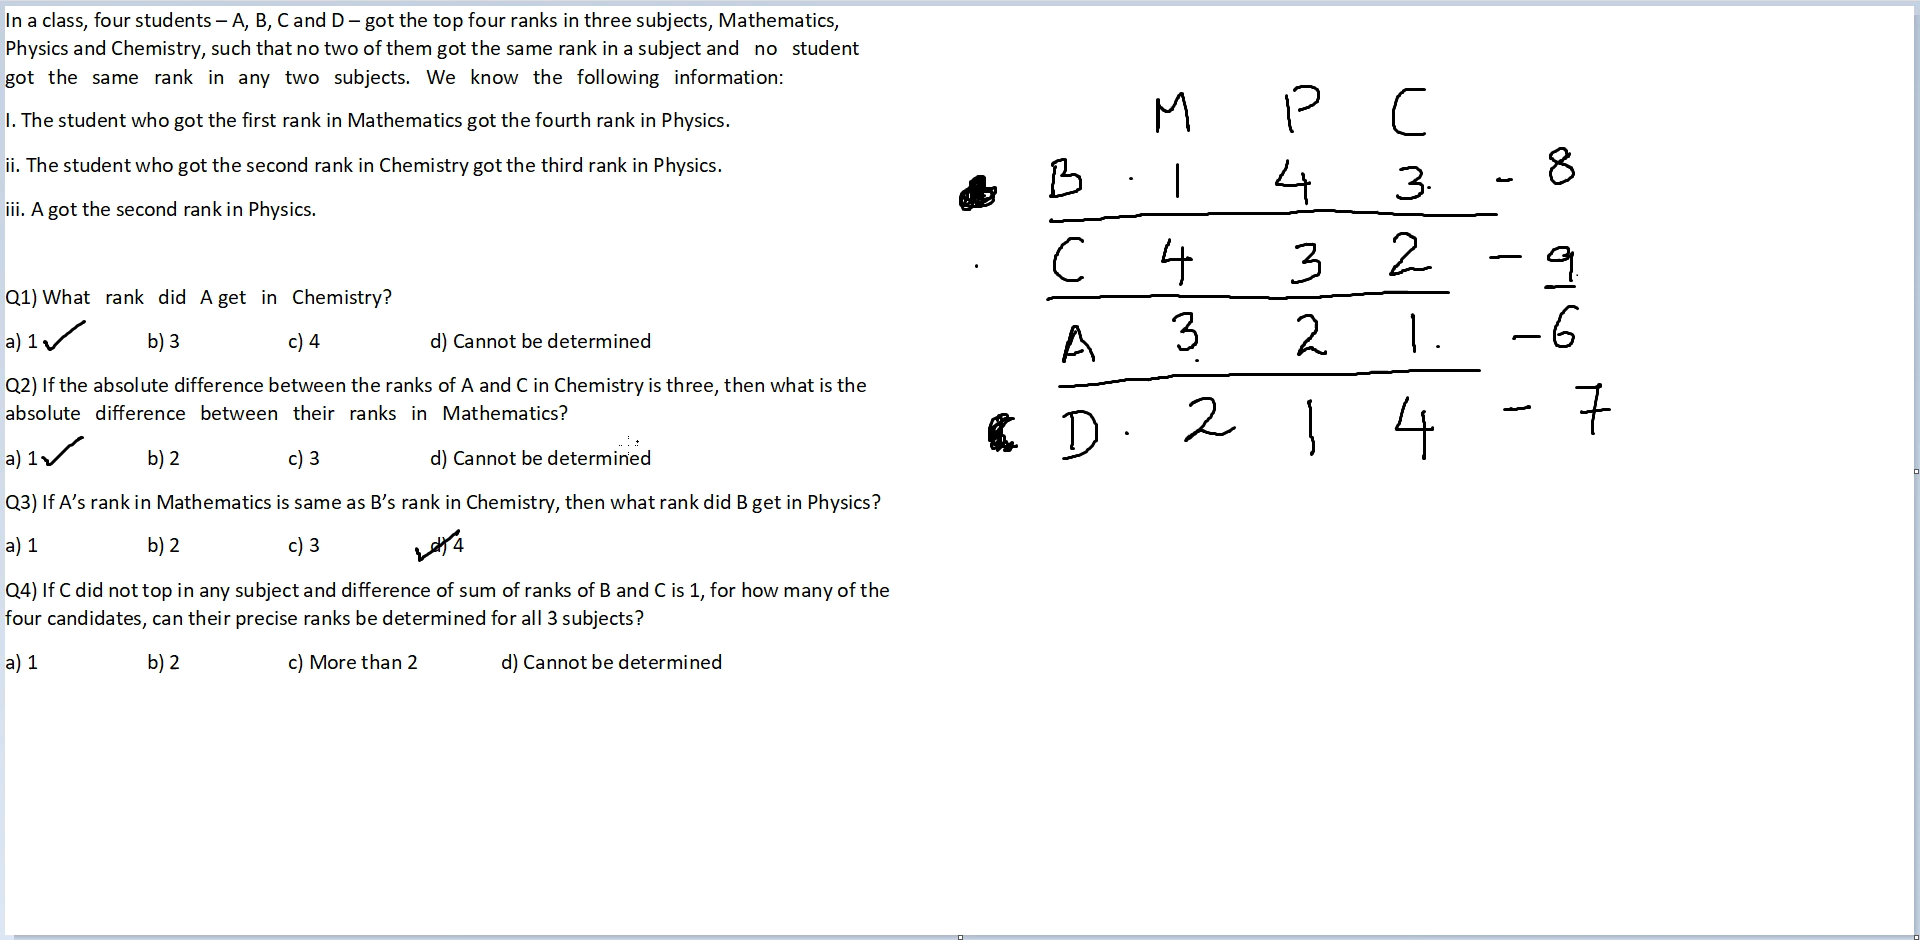 In a class, four students – A, B, C and D – got the top four ranks in three subjects, Mathematics,
Physics and Chemistry, such that no two of them got the same rank in a subject and no student
got the same rank in any two subjects. We know the following information:
I. The student who got the first rank in Mathematics got the fourth rank in Physics.
ii. The student who got the second rank in Chemistry got the third rank in Physics.
iii. A got the second rank in Physics.
Q1) What rank did A get in Chemistry?
a) 1 b) 3 c) 4 d) Cannot be determined
Q2) If the absolute difference between the ranks of A and C in Chemistry is three, then what is the
absolute difference between their ranks in Mathematics?
a) 1 b) 2 c) 3 d) Cannot be determined
Q3) If A’s rank in Mathematics is same as B’s rank in Chemistry, then what rank did B get in Physics?
a) 1 b) 2 c) 3 d) 4
Q4) If C did not top in any subject and difference of sum of ranks of B and C is 1, for how many of the
four candidates, can their precise ranks be determined for all 3 subjects?
a) 1 b) 2 c) More than 2 d) Cannot be determined
M P C
B . 1 4 3. - 8
C 4 3 2 - 9
A 3 2 1. - 6
D. 2 1 4 - 7